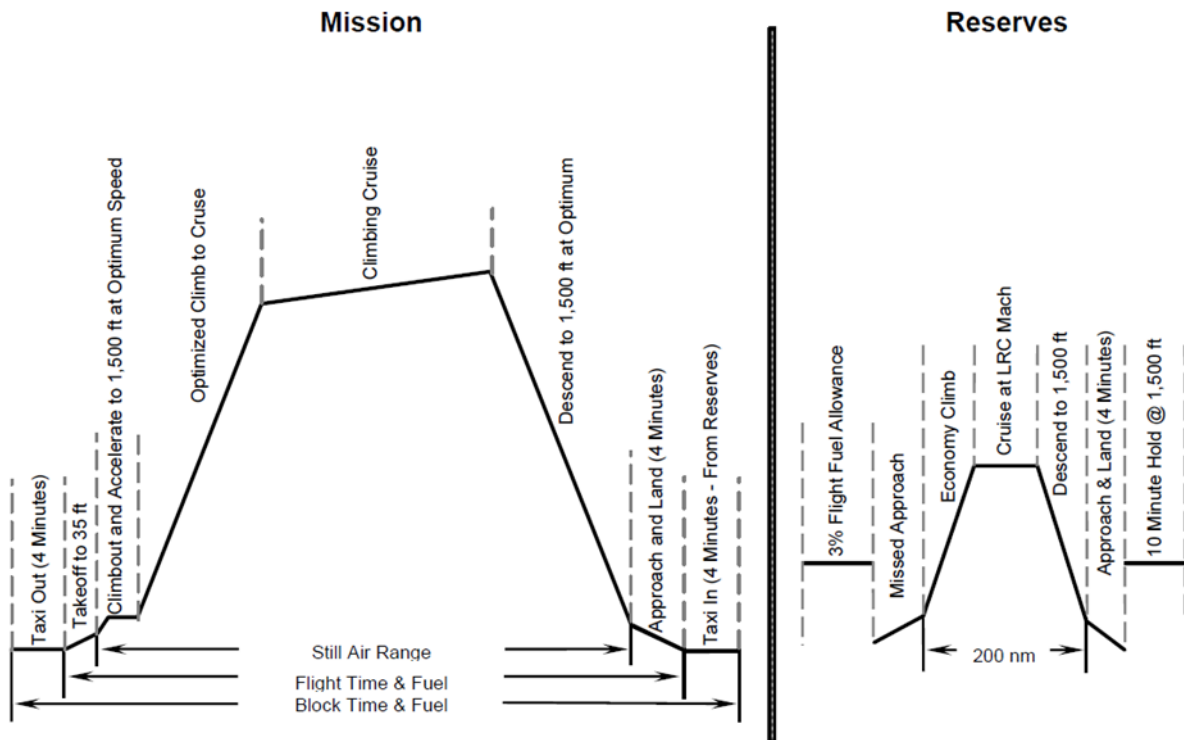 Mission
Reserves
Taxi Out (4 Minutes)
Takeoff to 35 ft
Climbout and Accelerate to 1,500 ft at Optimum Speed
Optimized Climb to Cruse
Climbing Cruise
Descend to 1,500 ft at Optimum
Approach and Land (4 Minutes)
Taxi In (4 Minutes - From Reserves)
Still Air Range
Flight Time & Fuel
Block Time & Fuel
3% Flight Fuel Allowance
Missed Approach
Economy Climb
Cruise at LRC Mach
Descend to 1,500 ft
Approach & Land (4 Minutes)
10 Minute Hold @ 1,500 ft
200 nm